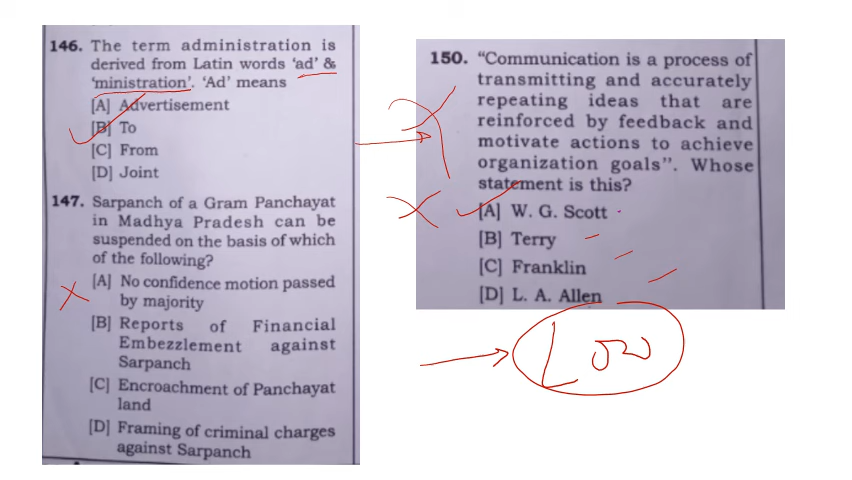 146. The term administration is
derived from Latin words 'ad' &
'ministration'. 'Ad' means
[A] Advertisement
[B] To
[C] From
[D] Joint
147. Sarpanch of a Gram Panchayat
in Madhya Pradesh can be
suspended on the basis of which
of the following?
[A] No confidence motion passed
by majority
[B] Reports of Financial
Embezzlement against
Sarpanch
[C] Encroachment of Panchayat
land
[D] Framing of criminal charges
against Sarpanch
150. "Communication is a process of
transmitting and accurately
repeating ideas that are
reinforced by feedback and
motivate actions to achieve
organization goals". Whose
statement is this?
[A] W. G. Scott
[B] Terry
[C] Franklin
[D] L. A. Allen